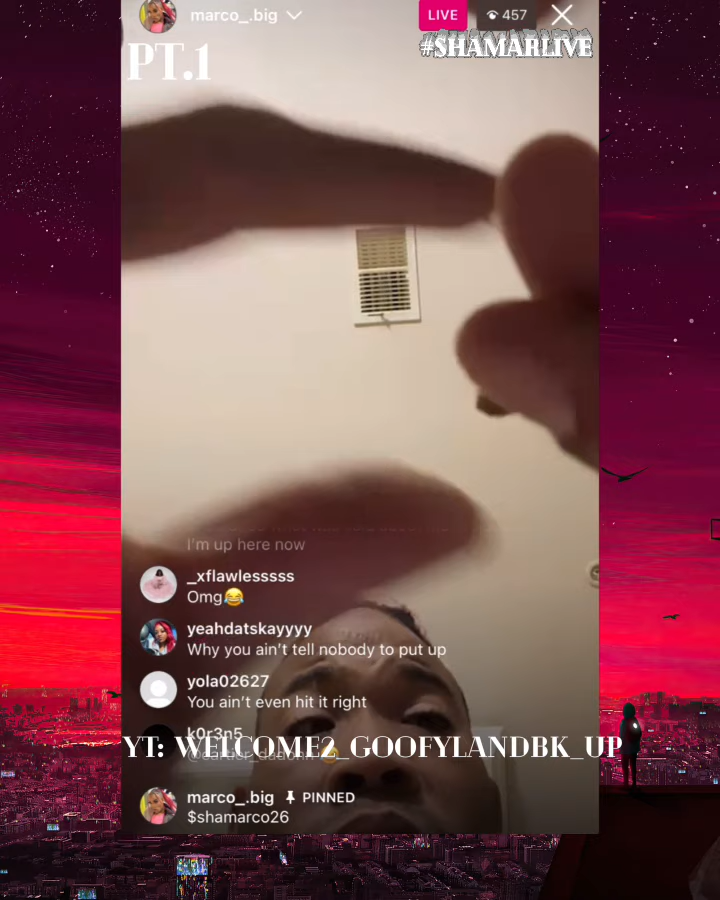 marco_.big
LIVE
457
#SHAMARLIVE
PT.1
I'm up here now
_xflawlesssss
Omg😂
yeahdatskayyyy
Why you ain't tell nobody to put up
yola02627
You ain't even hit it right
k0r3n5
YT: WELCOME2_GOOFYLANDBK_UP
marco_.big PINNED
$shamarco26